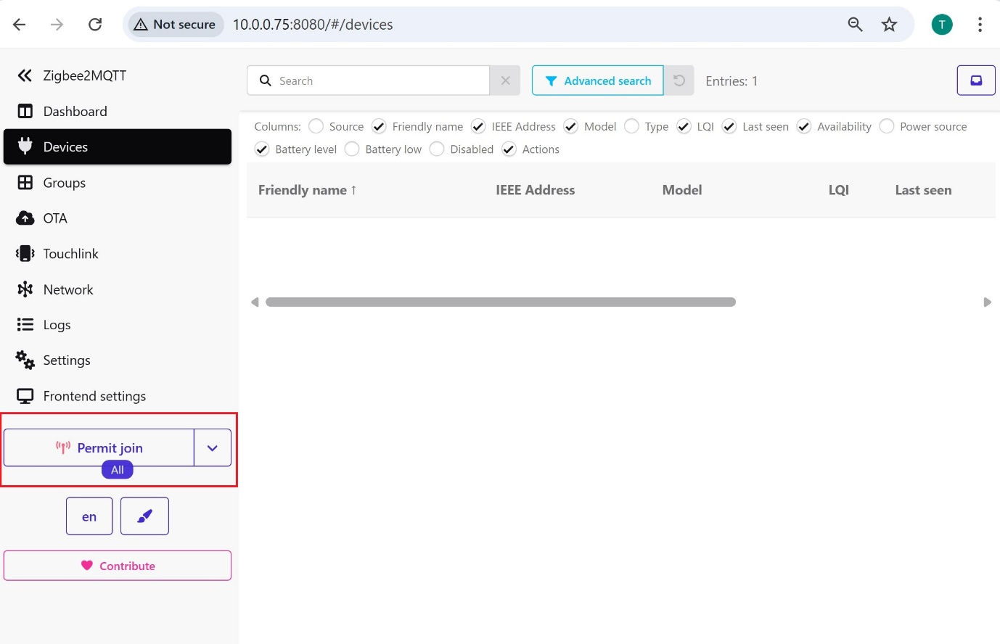 Not secure 10.0.0.75:8080/#/devices T
Zigbee2MQTT
Dashboard
Devices
Groups
OTA
Touchlink
Network
Logs
Settings
Frontend settings
Permit join
All
en
Contribute
Search Advanced search Entries: 1
Columns: Source Friendly name IEEE Address Model Type LQI Last seen Availability Power source
Battery level Battery low Disabled Actions
Friendly name ↑ IEEE Address Model LQI Last seen